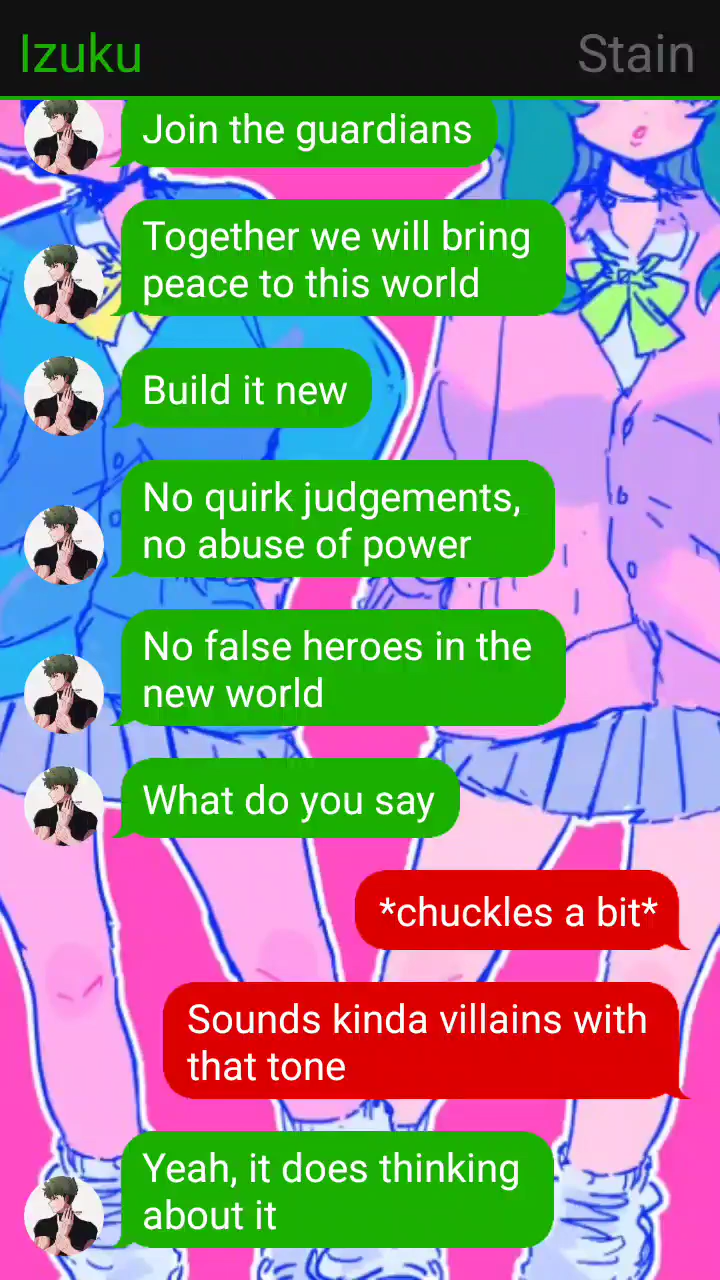 Izuku
Stain
Join the guardians
Together we will bring
peace to this world
Build it new
No quirk judgements,
no abuse of power
No false heroes in the
new world
What do you say
*chuckles a bit*
Sounds kinda villains with
that tone
Yeah, it does thinking
about it